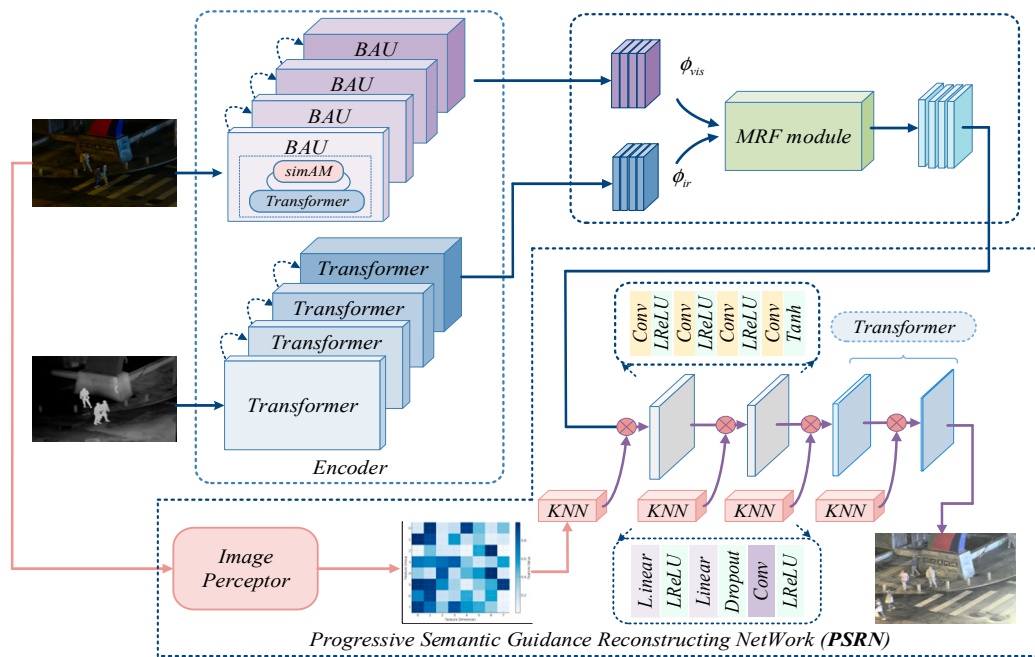 BAU
BAU
BAU
BAU
simAM
Transformer
Transformer
Transformer
Transformer
Transformer
Encoder
ϕvis
ϕir
MRF module
Conv
LReLU
Conv
LReLU
Conv
LReLU
Conv
Tanh
Transformer
KNN
KNN
KNN
KNN
L.inear
LReLU
Linear
Dropout
Conv
LReLU
Image
Perceptor
Progressive Semantic Guidance Reconstructing NetWork (PSRN)